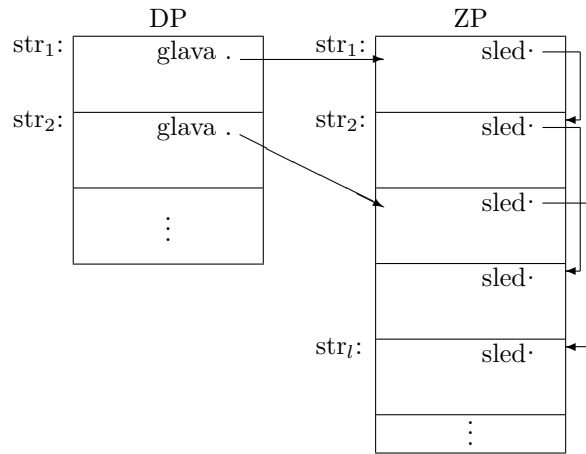 DP ZP
str₁: glava . str₁: sled·
str₂: glava . str₂: sled·
sled·
⋮
sled·
strₗ: sled·
⋮